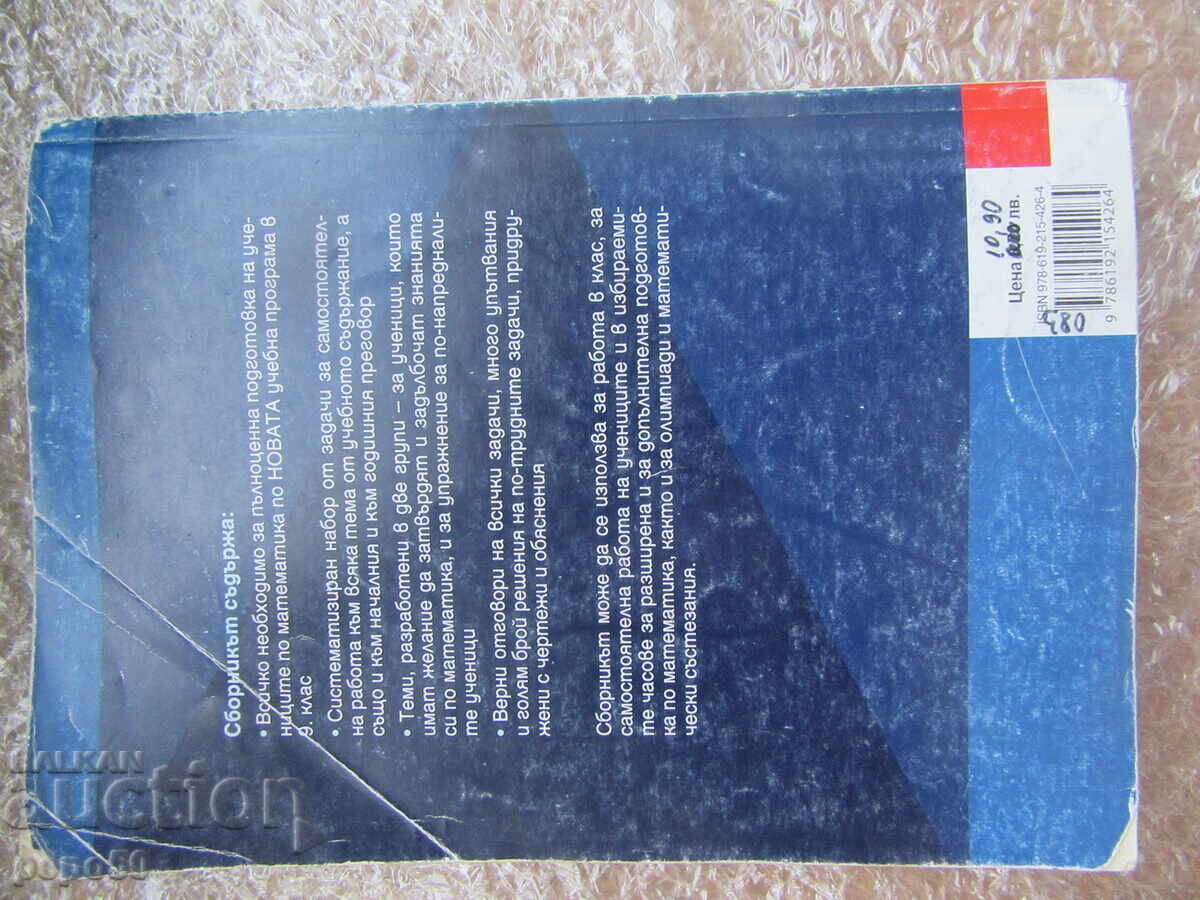 Сборникът съдържа:
• Всичко необходимо за пълноценна подготовка на уче-
ниците по математика по НОВАТА учебна програма в
9. клас
• Систематизиран набор от задачи за самостоятел-
на работа към всяка тема от учебното съдържание, а
също и към началния и към годишния преговор
• Теми, разработени в две групи – за ученици, които
имат желание да затвърдят и задълбочат знанията
си по математика, и за упражнение за по-напреднали-
те ученици
• Верни отговори на всички задачи, много упътвания
и голям брой решения на по-трудните задачи, придру-
жени с чертежи и обяснения
Сборникът може да се използва за работа в клас, за
самостоятелна работа на учениците и в избираеми-
те часове за разширена и за допълнителна подготов-
ка по математика, както и за олимпиади и математи-
чески състезания.
10,90
Цена лв.
ISBN 978-619-215-426-4
9 786192 154264
480
BALKAN
auction
popo50